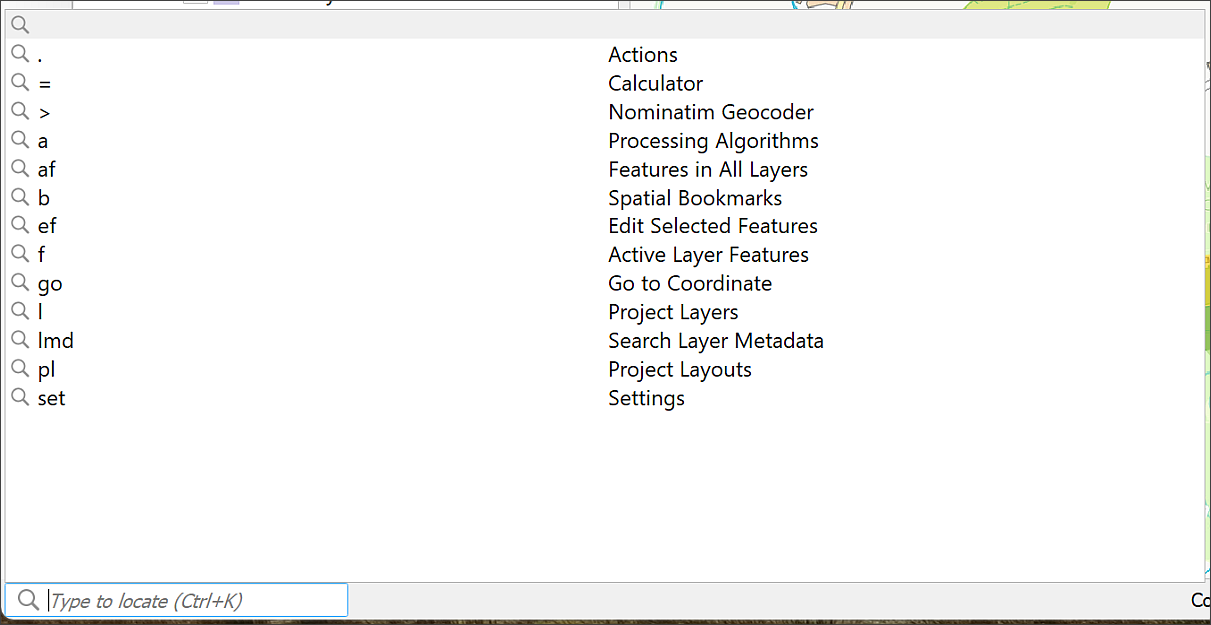 . Actions
= Calculator
> Nominatim Geocoder
a Processing Algorithms
af Features in All Layers
b Spatial Bookmarks
ef Edit Selected Features
f Active Layer Features
go Go to Coordinate
l Project Layers
lmd Search Layer Metadata
pl Project Layouts
set Settings
Type to locate (Ctrl+K)